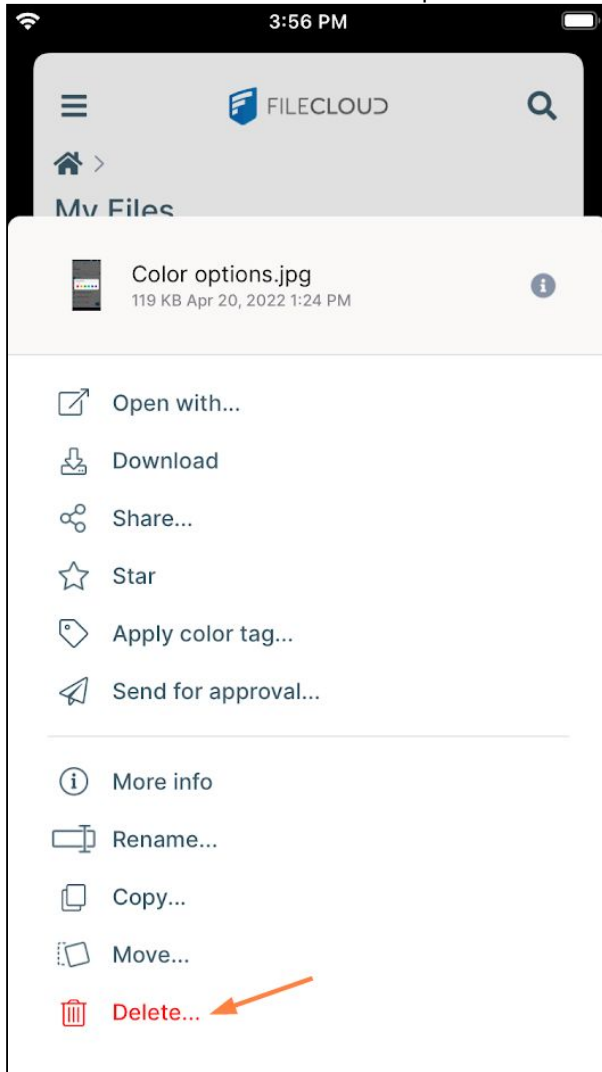 3:56 PM
FILECLOUD
My Files
Color options.jpg
119 KB Apr 20, 2022 1:24 PM
Open with...
Download
Share...
Star
Apply color tag...
Send for approval...
More info
Rename...
Copy...
Move...
Delete...